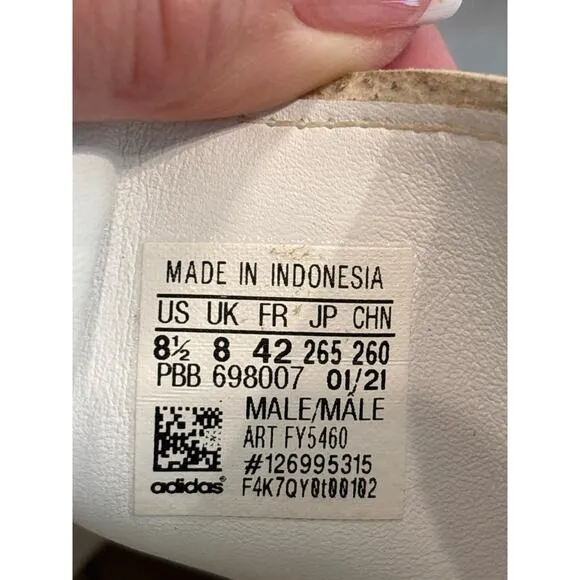 MADE IN INDONESIA
US UK FR JP CHN
8½ 8 42 265 260
PBB 698007 01/21
MALE/MÂLE
ART FY5460
#126995315
adidas® F4K7QY0t00102